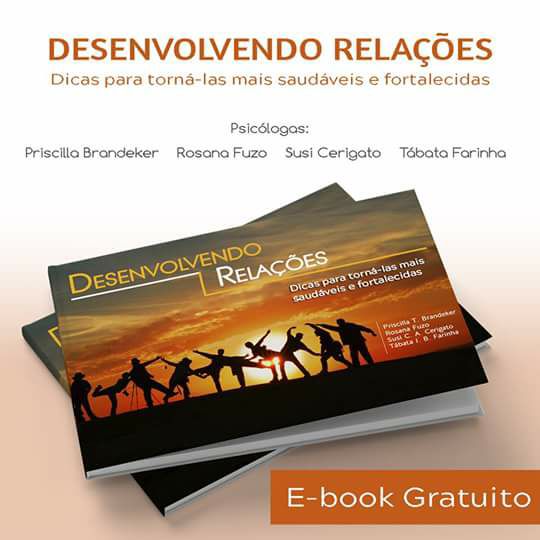 DESENVOLVENDO RELAÇÕES
Dicas para torná-las mais saudáveis e fortalecidas
Psicólogas:
Priscilla Brandeker Rosana Fuzo Susi Cerigato Tábata Farinha
DESENVOLVENDO
RELAÇÕES
Dicas para torná-las mais
saudáveis e fortalecidas
Priscilla T. Brandeker
Rosana Fuzo
Susi C. A. Cerigato
Tábata I. B. Farinha
E-book Gratuito